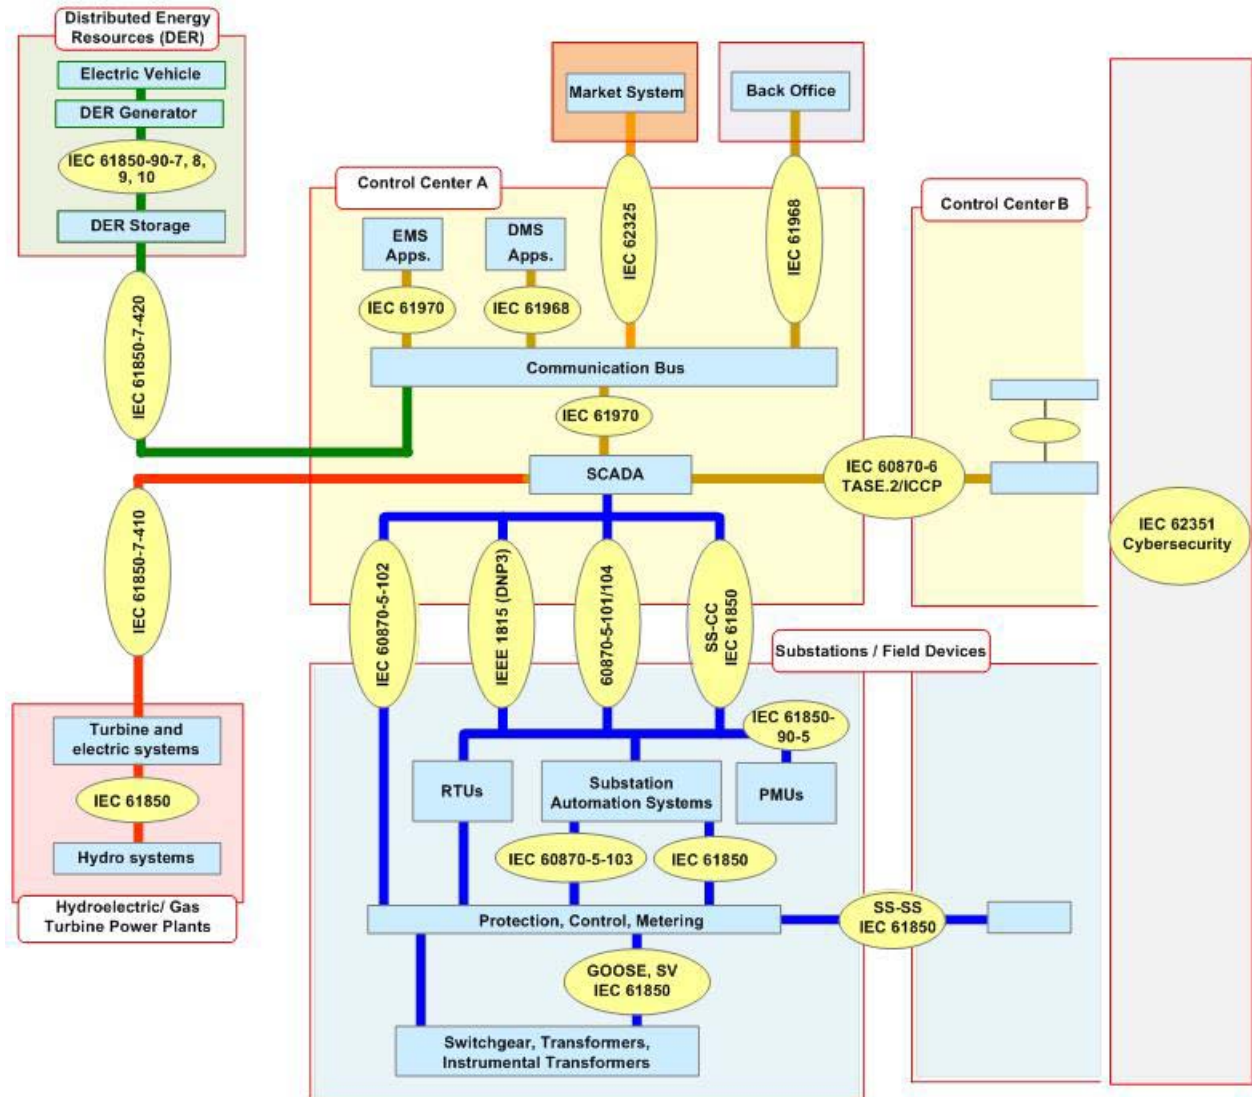 Distributed Energy
Resources (DER)
Electric Vehicle
DER Generator
IEC 61850-90-7, 8,
9, 10
DER Storage
IEC 61850-7-420
Market System
Back Office
IEC 62325
IEC 61968
Control Center A
EMS
Apps.
DMS
Apps.
IEC 61970
IEC 61968
Communication Bus
IEC 61970
SCADA
IEC 60870-6
TASE.2/ICCP
Control Center B
IEC 62351
Cybersecurity
IEC 61850-7-410
Turbine and
electric systems
IEC 61850
Hydro systems
Hydroelectric/ Gas
Turbine Power Plants
IEC 60870-5-102
IEEE 1815 (DNP3)
60870-5-101/104
SS-CC
IEC 61850
Substations / Field Devices
IEC 61850-
90-5
RTUs
Substation
Automation Systems
PMUs
IEC 60870-5-103
IEC 61850
Protection, Control, Metering
SS-SS
IEC 61850
GOOSE, SV
IEC 61850
Switchgear, Transformers,
Instrumental Transformers